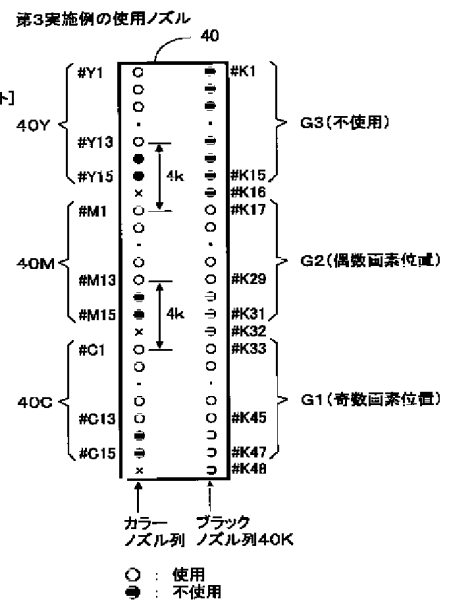 第3実施例の使用ノズル
40
ト]
40Y
#Y1
#Y13
#Y15
4k
40M
#M1
#M13
#M15
4k
40C
#C1
#C13
#C15
#K1
#K15
#K16
#K17
#K29
#K31
#K32
#K33
#K45
#K47
#K48
G3(不使用)
G2(偶数画素位置)
G1(奇数画素位置)
カラー
ノズル列
ブラック
ノズル列40K
○ : 使用
: 不使用